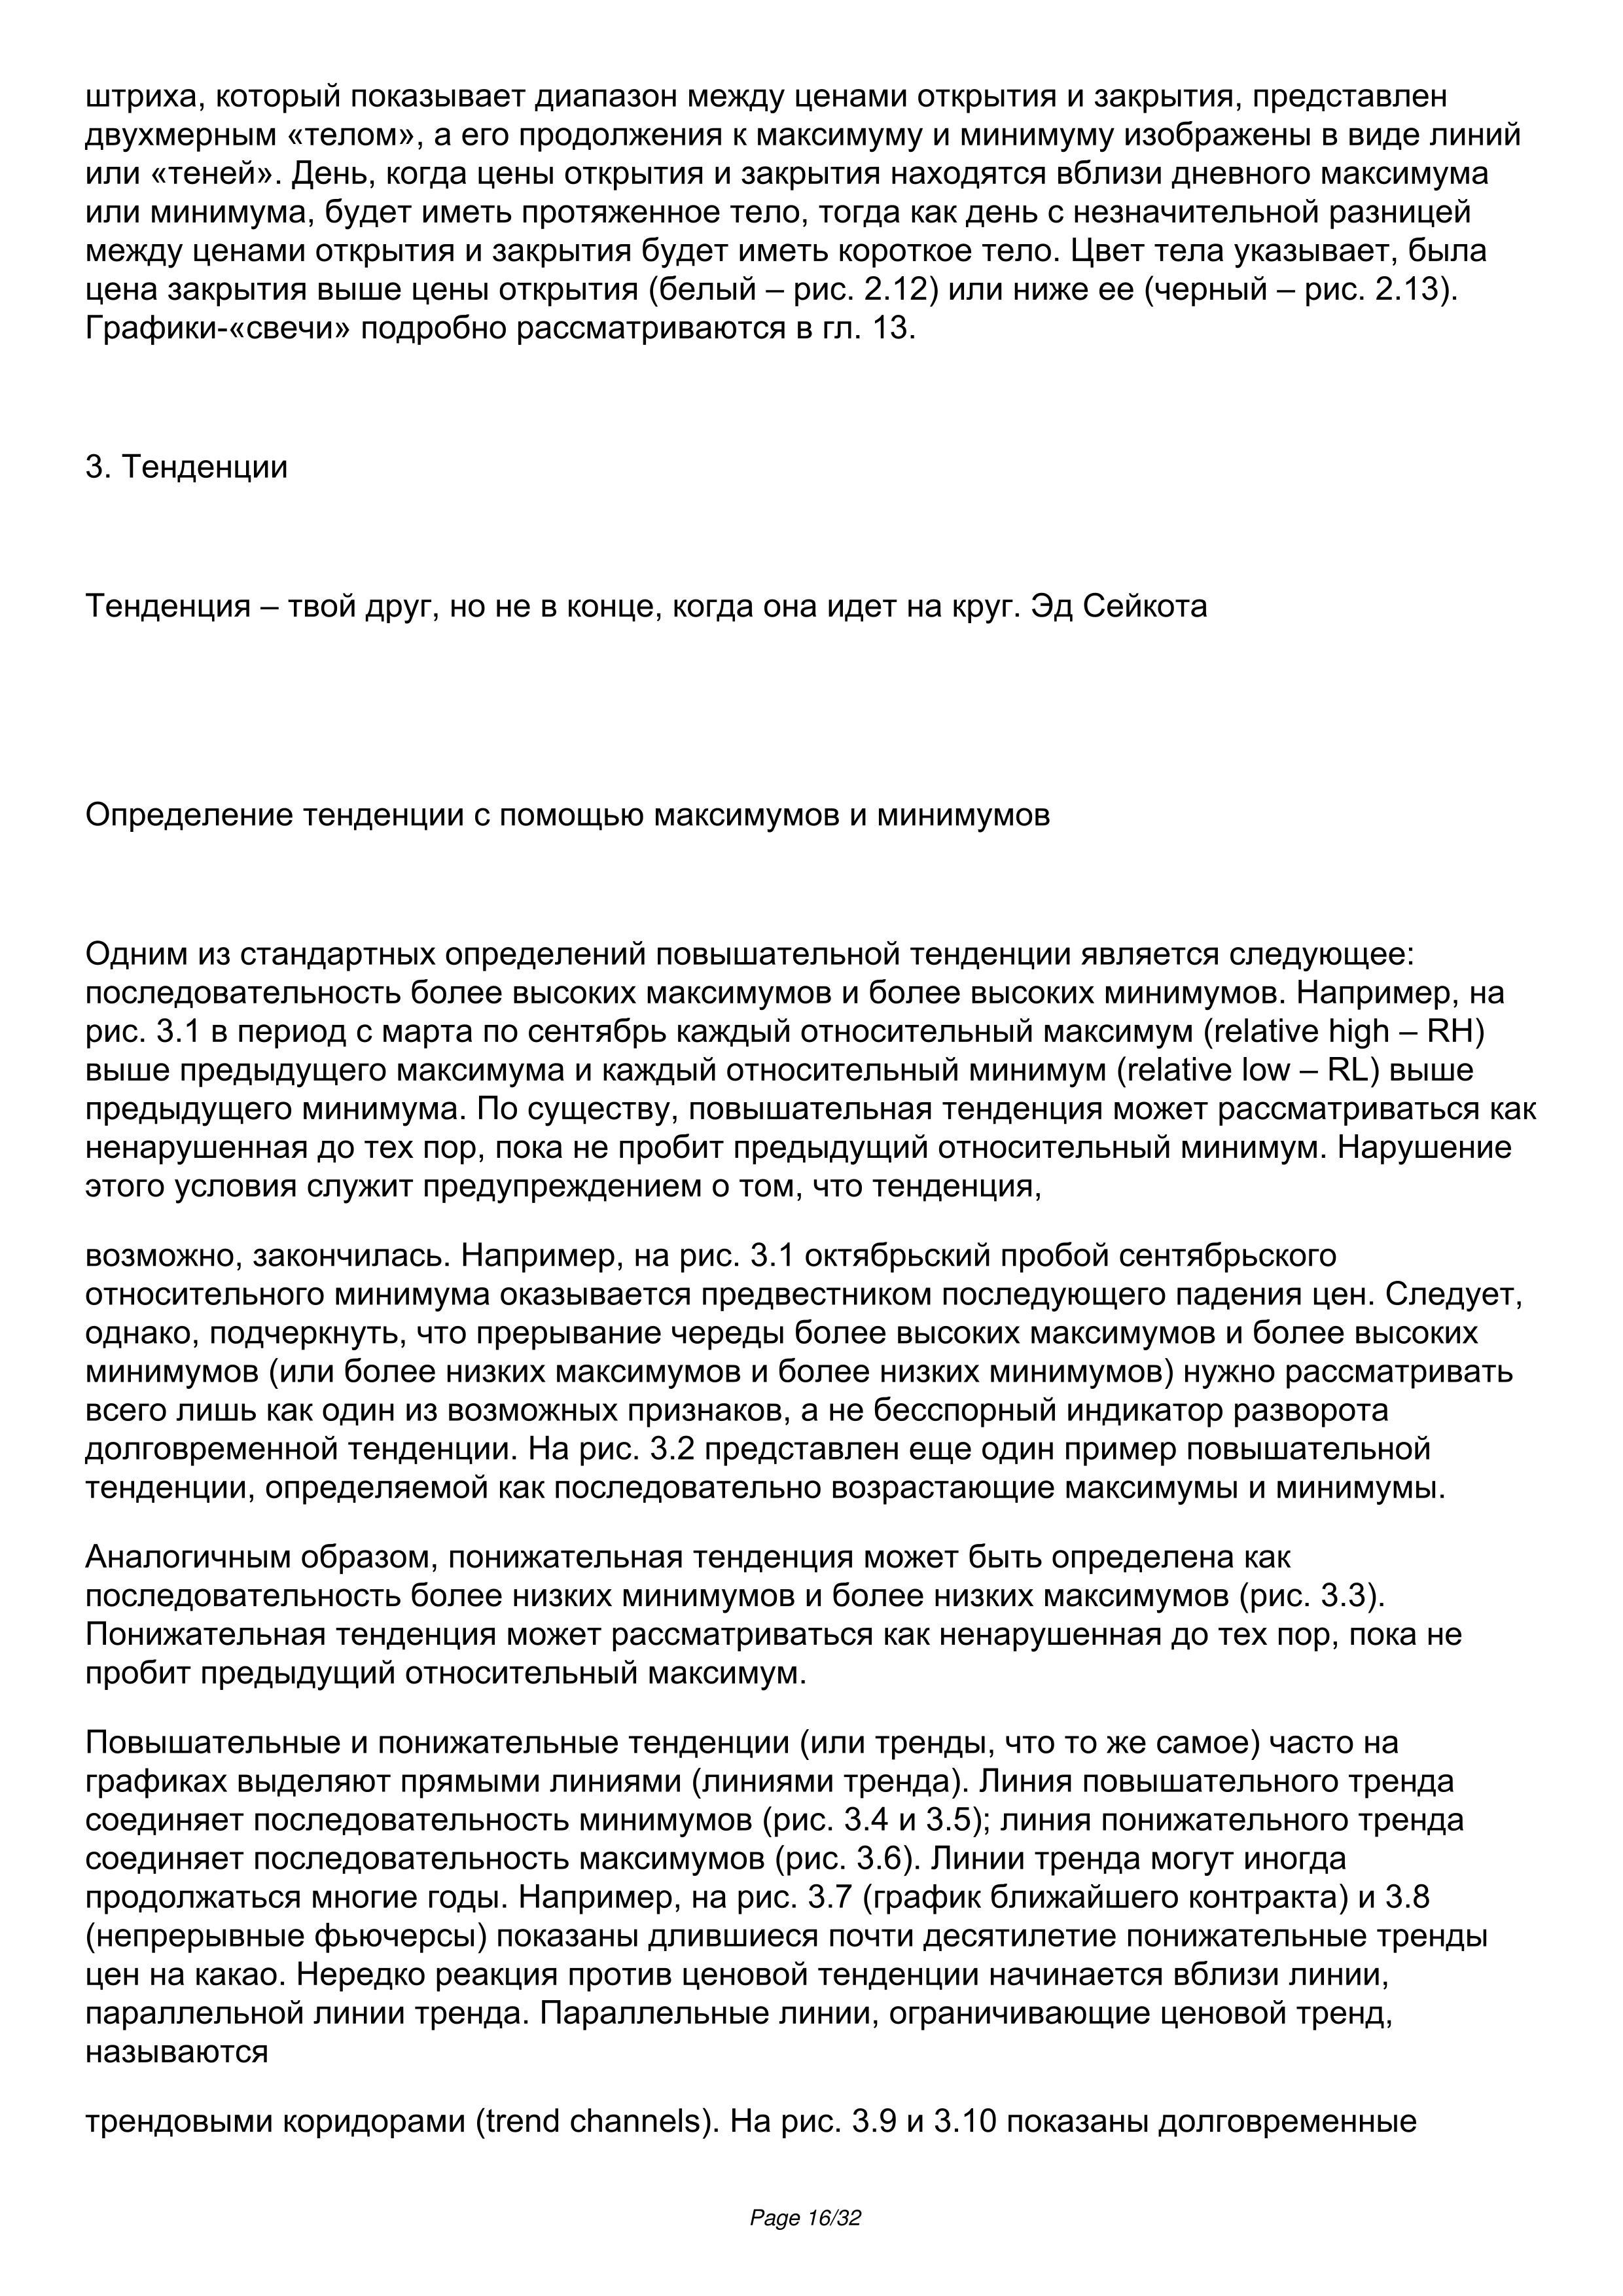 штриха, который показывает диапазон между ценами открытия и закрытия, представлен
двухмерным «телом», а его продолжения к максимуму и минимуму изображены в виде линий
или «теней». День, когда цены открытия и закрытия находятся вблизи дневного максимума
или минимума, будет иметь протяженное тело, тогда как день с незначительной разницей
между ценами открытия и закрытия будет иметь короткое тело. Цвет тела указывает, была
цена закрытия выше цены открытия (белый – рис. 2.12) или ниже ее (черный – рис. 2.13).
Графики-«свечи» подробно рассматриваются в гл. 13.
3. Тенденции
Тенденция – твой друг, но не в конце, когда она идет на круг. Эд Сейкота
Определение тенденции с помощью максимумов и минимумов
Одним из стандартных определений повышательной тенденции является следующее:
последовательность более высоких максимумов и более высоких минимумов. Например, на
рис. 3.1 в период с марта по сентябрь каждый относительный максимум (relative high – RH)
выше предыдущего максимума и каждый относительный минимум (relative low – RL) выше
предыдущего минимума. По существу, повышательная тенденция может рассматриваться как
ненарушенная до тех пор, пока не пробит предыдущий относительный минимум. Нарушение
этого условия служит предупреждением о том, что тенденция,
возможно, закончилась. Например, на рис. 3.1 октябрьский пробой сентябрьского
относительного минимума оказывается предвестником последующего падения цен. Следует,
однако, подчеркнуть, что прерывание череды более высоких максимумов и более высоких
минимумов (или более низких максимумов и более низких минимумов) нужно рассматривать
всего лишь как один из возможных признаков, а не бесспорный индикатор разворота
долговременной тенденции. На рис. 3.2 представлен еще один пример повышательной
тенденции, определяемой как последовательно возрастающие максимумы и минимумы.
Аналогичным образом, понижательная тенденция может быть определена как
последовательность более низких минимумов и более низких максимумов (рис. 3.3).
Понижательная тенденция может рассматриваться как ненарушенная до тех пор, пока не
пробит предыдущий относительный максимум.
Повышательные и понижательные тенденции (или тренды, что то же самое) часто на
графиках выделяют прямыми линиями (линиями тренда). Линия повышательного тренда
соединяет последовательность минимумов (рис. 3.4 и 3.5); линия понижательного тренда
соединяет последовательность максимумов (рис. 3.6). Линии тренда могут иногда
продолжаться многие годы. Например, на рис. 3.7 (график ближайшего контракта) и 3.8
(непрерывные фьючерсы) показаны длившиеся почти десятилетие понижательные тренды
цен на какао. Нередко реакция против ценовой тенденции начинается вблизи линии,
параллельной линии тренда. Параллельные линии, ограничивающие ценовой тренд,
называются
трендовыми коридорами (trend channels). На рис. 3.9 и 3.10 показаны долговременные
Page 16/32